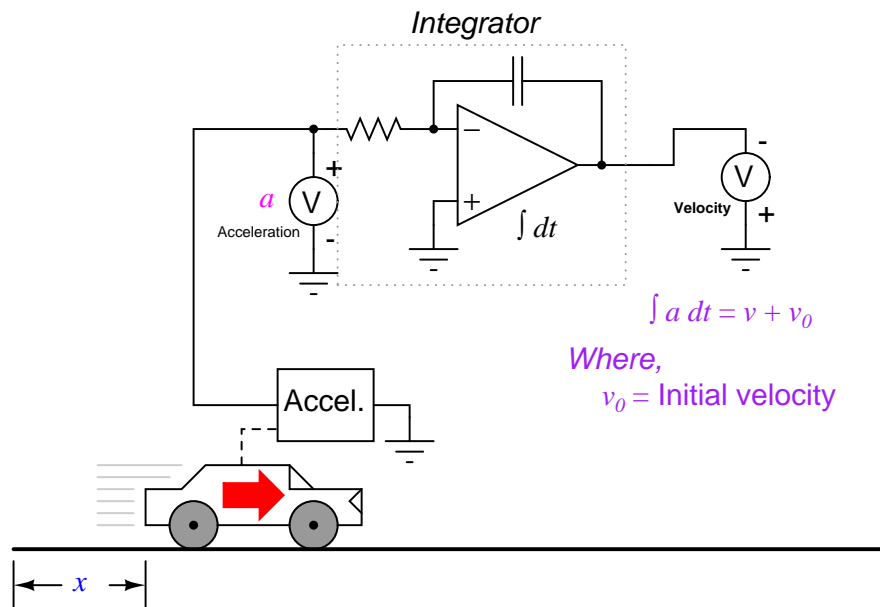 Integrator
−
+
∫ dt
a
Acceleration
+
V
-
Velocity
-
V
+
∫ a dt = v + v0
Where,
v0 = Initial velocity
Accel.
x